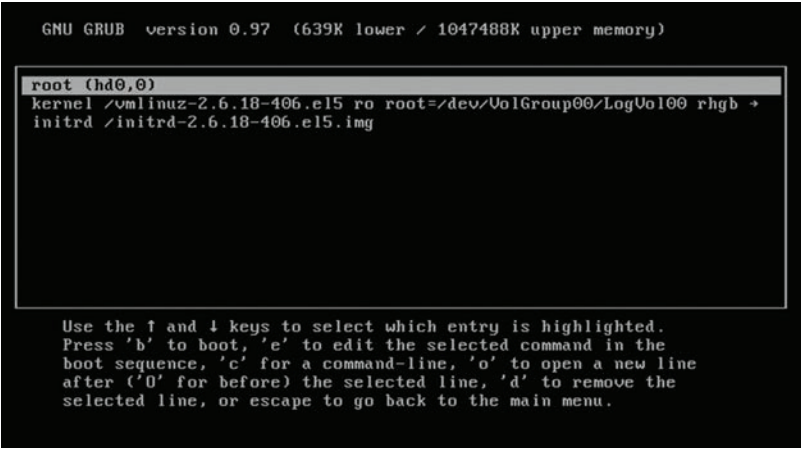 GNU GRUB  version 0.97  (639K lower / 1047488K upper memory)
root (hd0,0)
kernel /vmlinuz-2.6.18-406.el5 ro root=/dev/VolGroup00/LogVol00 rhgb →
initrd /initrd-2.6.18-406.el5.img
Use the ↑ and ↓ keys to select which entry is highlighted.
Press 'b' to boot, 'e' to edit the selected command in the
boot sequence, 'c' for a command-line, 'o' to open a new line
after ('O' for before) the selected line, 'd' to remove the
selected line, or escape to go back to the main menu.